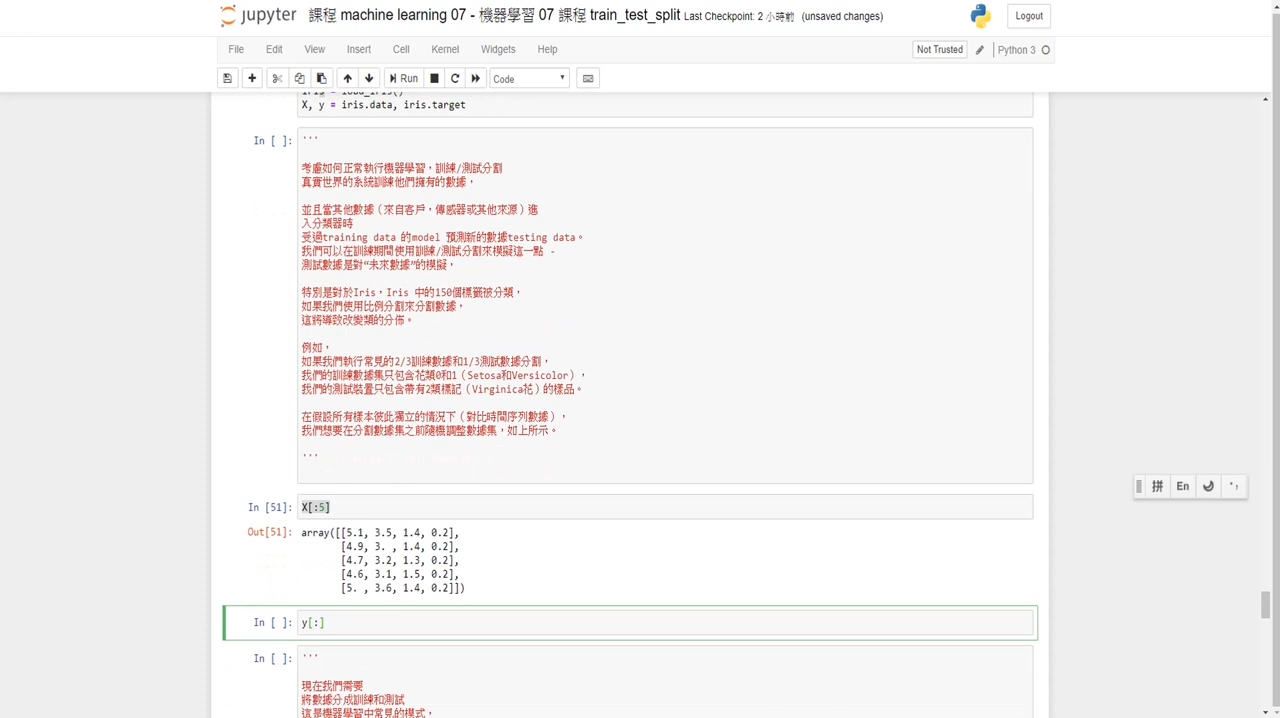 jupyter 課程 machine learning 07 - 機器學習 07 課程 train_test_split Last Checkpoint: 2 小時前 (unsaved changes) Logout
File Edit View Insert Cell Kernel Widgets Help Not Trusted Python 3
Run Code
iris = load_iris()
X, y = iris.data, iris.target
In [ ]: '''
考慮如何正常執行機器學習，訓練/測試分割
真實世界的系統訓練他們擁有的數據，
並且當其他數據（來自客戶，傳感器或其他來源）進
入分類器時
受過training data 的model 預測新的數據testing data。
我們可以在訓練期間使用訓練/測試分割來模擬這一點 -
測試數據是對“未來數據”的模擬，
特別是對於Iris，Iris 中的150個標籤被分類，
如果我們使用比例分割來分割數據，
這將導致改變類的分佈。
例如，
如果我們執行常見的2/3訓練數據和1/3測試數據分割，
我們的訓練數據集只包含花類0和1（Setosa和Versicolor），
我們的測試裝置只包含帶有2類標記（Virginica花）的樣品。
在假設所有樣本彼此獨立的情況下（對比時間序列數據），
我們想要在分割數據集之前隨機調整數據集，如上所示。
'''
In [51]: X[:5]
Out[51]: array([[5.1, 3.5, 1.4, 0.2],
[4.9, 3. , 1.4, 0.2],
[4.7, 3.2, 1.3, 0.2],
[4.6, 3.1, 1.5, 0.2],
[5. , 3.6, 1.4, 0.2]])
In [ ]: y[:]
In [ ]: '''
現在我們需要
將數據分成訓練和測試
這是機器學習中常見的模式，
拼 En